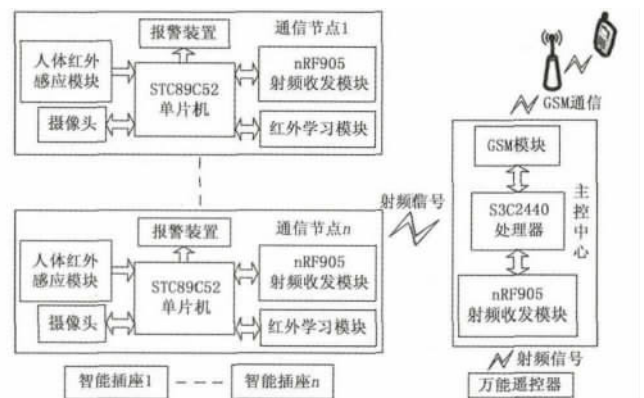 通信节点1
报警装置
人体红外
感应模块
STC89C52
单片机
nRF905
射频收发模块
摄像头
红外学习模块
通信节点n
报警装置
人体红外
感应模块
STC89C52
单片机
nRF905
射频收发模块
摄像头
红外学习模块
智能插座1
智能插座n
射频信号
GSM通信
GSM模块
S3C2440
处理器
主控中心
nRF905
射频收发模块
射频信号
万能遥控器